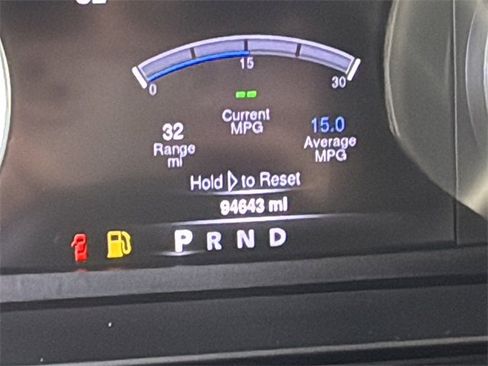 0 15 30
--
Current
MPG
32
Range
mi
15.0
Average
MPG
Hold ▷ to Reset
94643 mi
P R N D